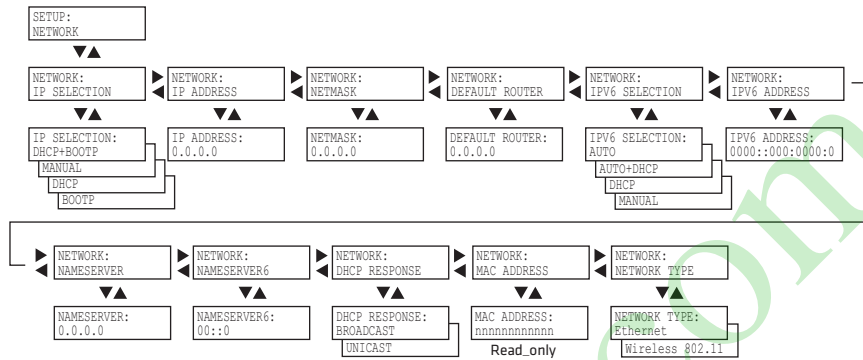 SETUP:
NETWORK
NETWORK:
IP SELECTION
NETWORK:
IP ADDRESS
NETWORK:
NETMASK
NETWORK:
DEFAULT ROUTER
NETWORK:
IPV6 SELECTION
NETWORK:
IPV6 ADDRESS
IP SELECTION:
DHCP+BOOTP
MANUAL
DHCP
BOOTP
IP ADDRESS:
0.0.0.0
NETMASK:
0.0.0.0
DEFAULT ROUTER:
0.0.0.0
IPV6 SELECTION:
AUTO
AUTO+DHCP
DHCP
MANUAL
IPV6 ADDRESS:
0000::000:0000:0
NETWORK:
NAMESERVER
NETWORK:
NAMESERVER6
NETWORK:
DHCP RESPONSE
NETWORK:
MAC ADDRESS
NETWORK:
NETWORK TYPE
NAMESERVER:
0.0.0.0
NAMESERVER6:
00::0
DHCP RESPONSE:
BROADCAST
UNICAST
MAC ADDRESS:
nnnnnnnnnnnn
Read_only
NETWORK TYPE:
Ethernet
Wireless 802.11
com